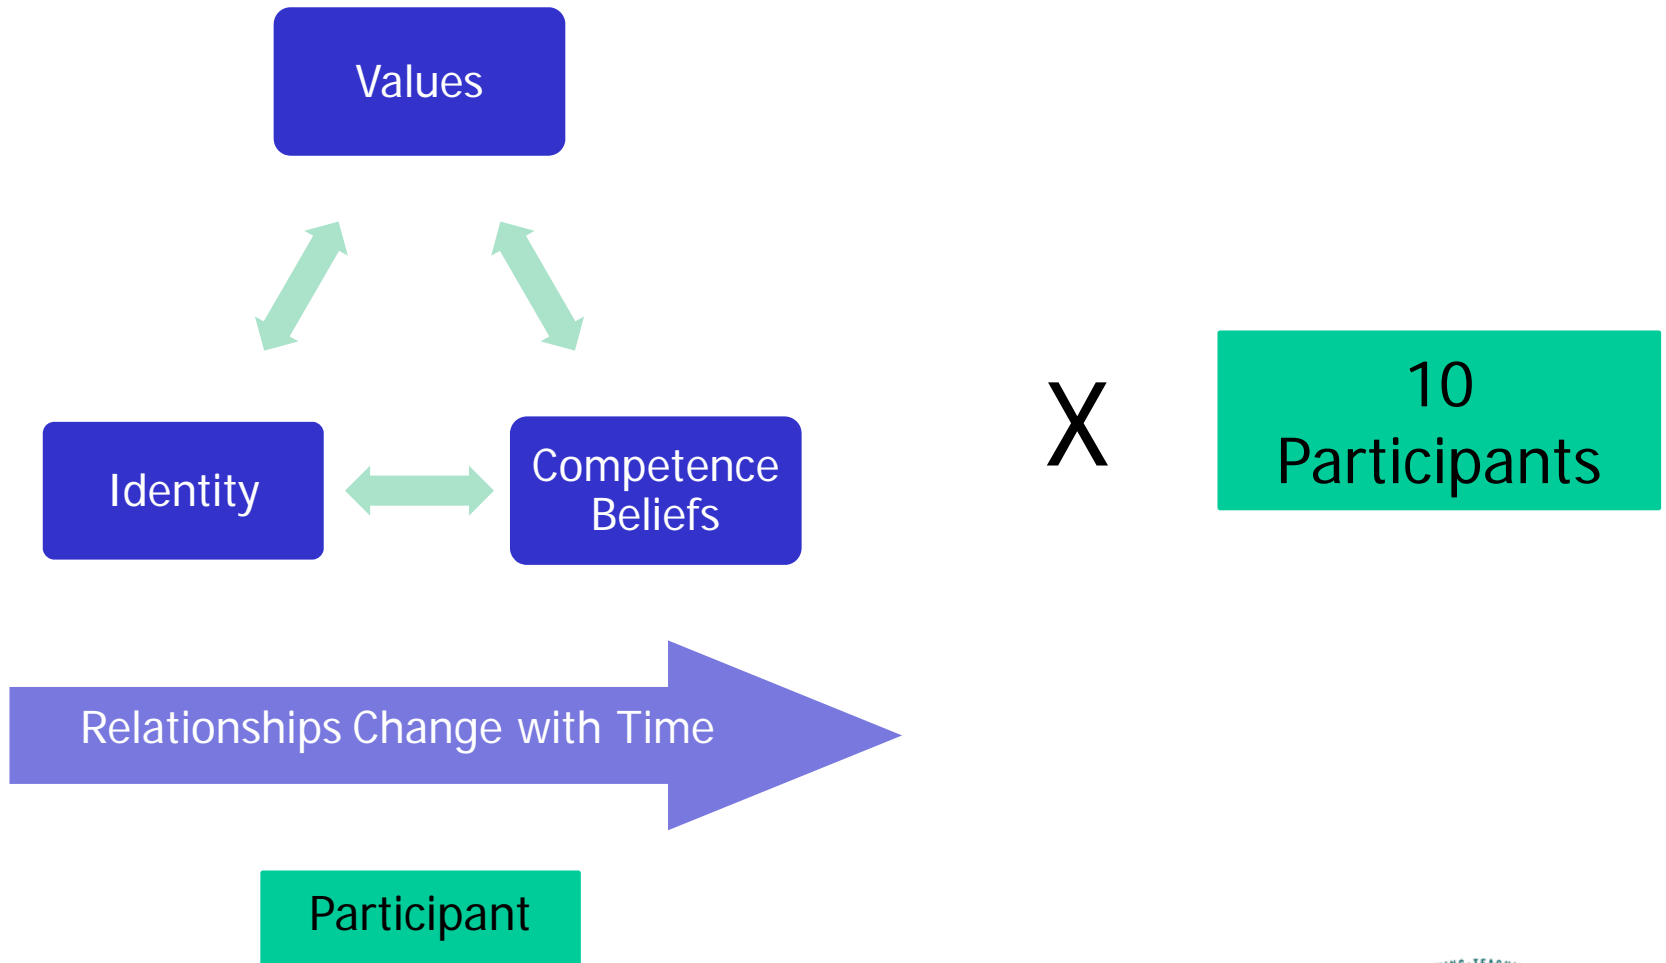 Values
Identity
Competence
Beliefs
X
10
Participants
Relationships Change with Time
Participant